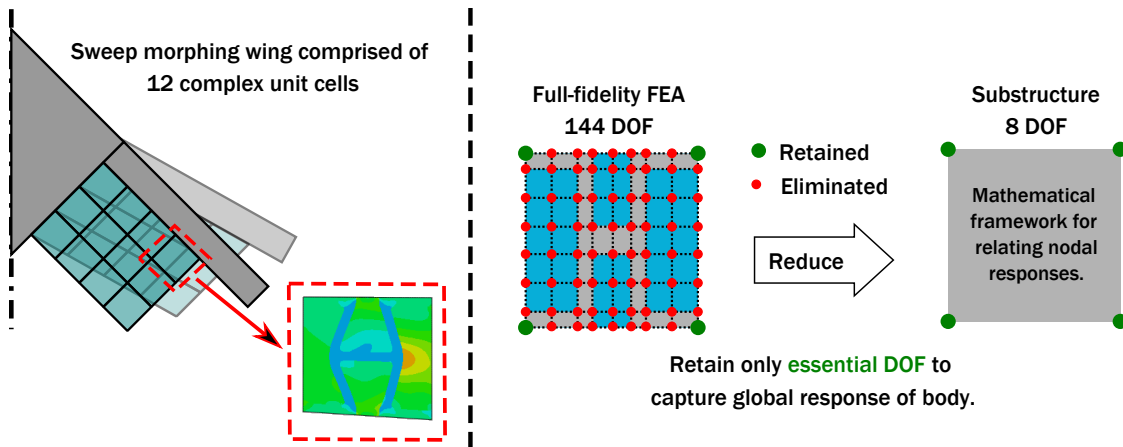 Sweep morphing wing comprised of
12 complex unit cells
Full-fidelity FEA
144 DOF
Retained
Eliminated
Reduce
Substructure
8 DOF
Mathematical
framework for
relating nodal
responses.
Retain only essential DOF to
capture global response of body.